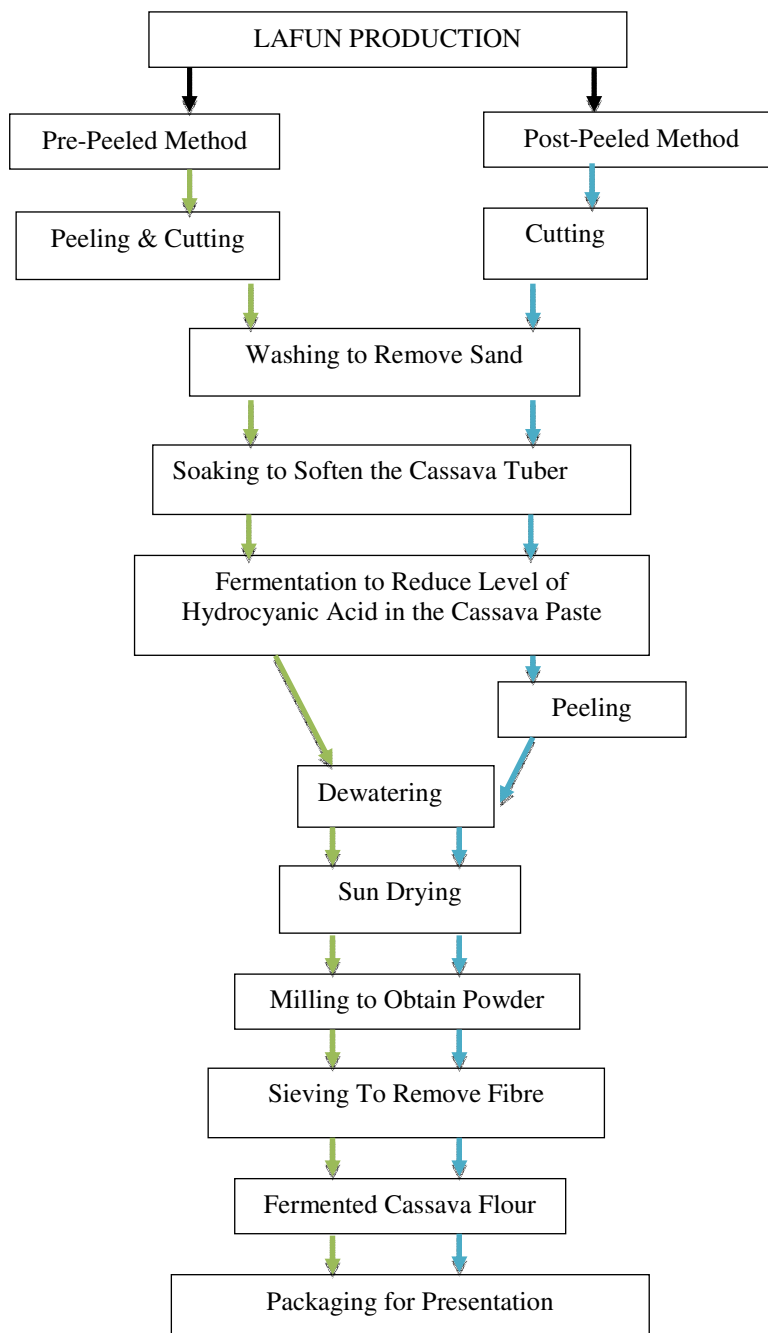 LAFUN PRODUCTION
Pre-Peeled Method
Post-Peeled Method
Peeling & Cutting
Cutting
Washing to Remove Sand
Soaking to Soften the Cassava Tuber
Fermentation to Reduce Level of
Hydrocyanic Acid in the Cassava Paste
Peeling
Dewatering
Sun Drying
Milling to Obtain Powder
Sieving To Remove Fibre
Fermented Cassava Flour
Packaging for Presentation